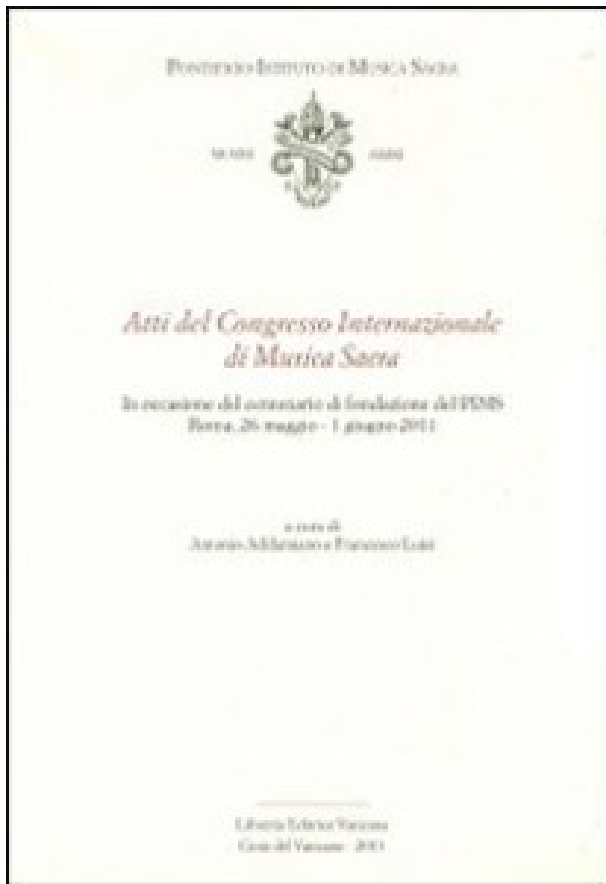 PONTIFICIO ISTITUTO DI MUSICA SACRA
Atti del Congresso Internazionale
di Musica Sacra
In occasione del centenario di fondazione del PIMS
Roma, 26 maggio - 1 giugno 2011
a cura di
Antonio Addamiano e Francesco Luisi
Libreria Editrice Vaticana
Città del Vaticano - 2013